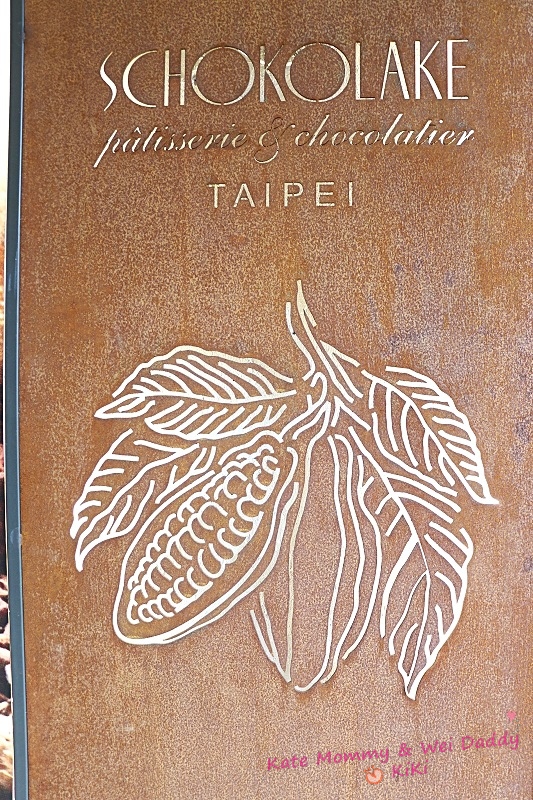 SCHOKOLAKE
pâtisserie & chocolatier
TAIPEI
Kate Mommy & Wei Daddy
KiKi